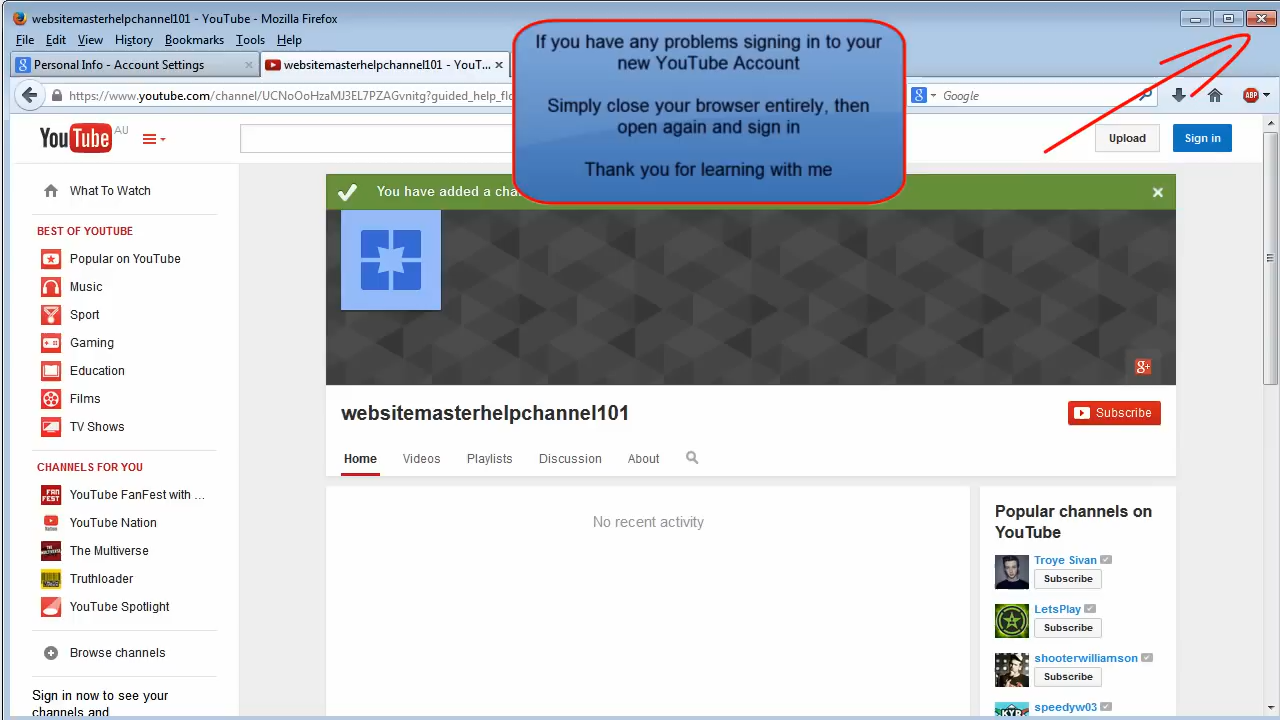 websitemasterhelpchannel101 - YouTube - Mozilla Firefox
File Edit View History Bookmarks Tools Help
Personal Info - Account Settings
websitemasterhelpchannel101 - YouT...
https://www.youtube.com/channel/UCNoOoHzaMJ3EL7PZAGvnitg?guided_help_flo
Google
ABP
If you have any problems signing in to your
new YouTube Account
Simply close your browser entirely, then
open again and sign in
Thank you for learning with me
YouTube AU
Upload
Sign in
What To Watch
BEST OF YOUTUBE
Popular on YouTube
Music
Sport
Gaming
Education
Films
TV Shows
CHANNELS FOR YOU
YouTube FanFest with ...
YouTube Nation
The Multiverse
Truthloader
YouTube Spotlight
Browse channels
Sign in now to see your
channels and
You have added a cha
websitemasterhelpchannel101
Subscribe
Home Videos Playlists Discussion About
No recent activity
Popular channels on
YouTube
Troye Sivan
Subscribe
LetsPlay
Subscribe
shooterwilliamson
Subscribe
speedyw03